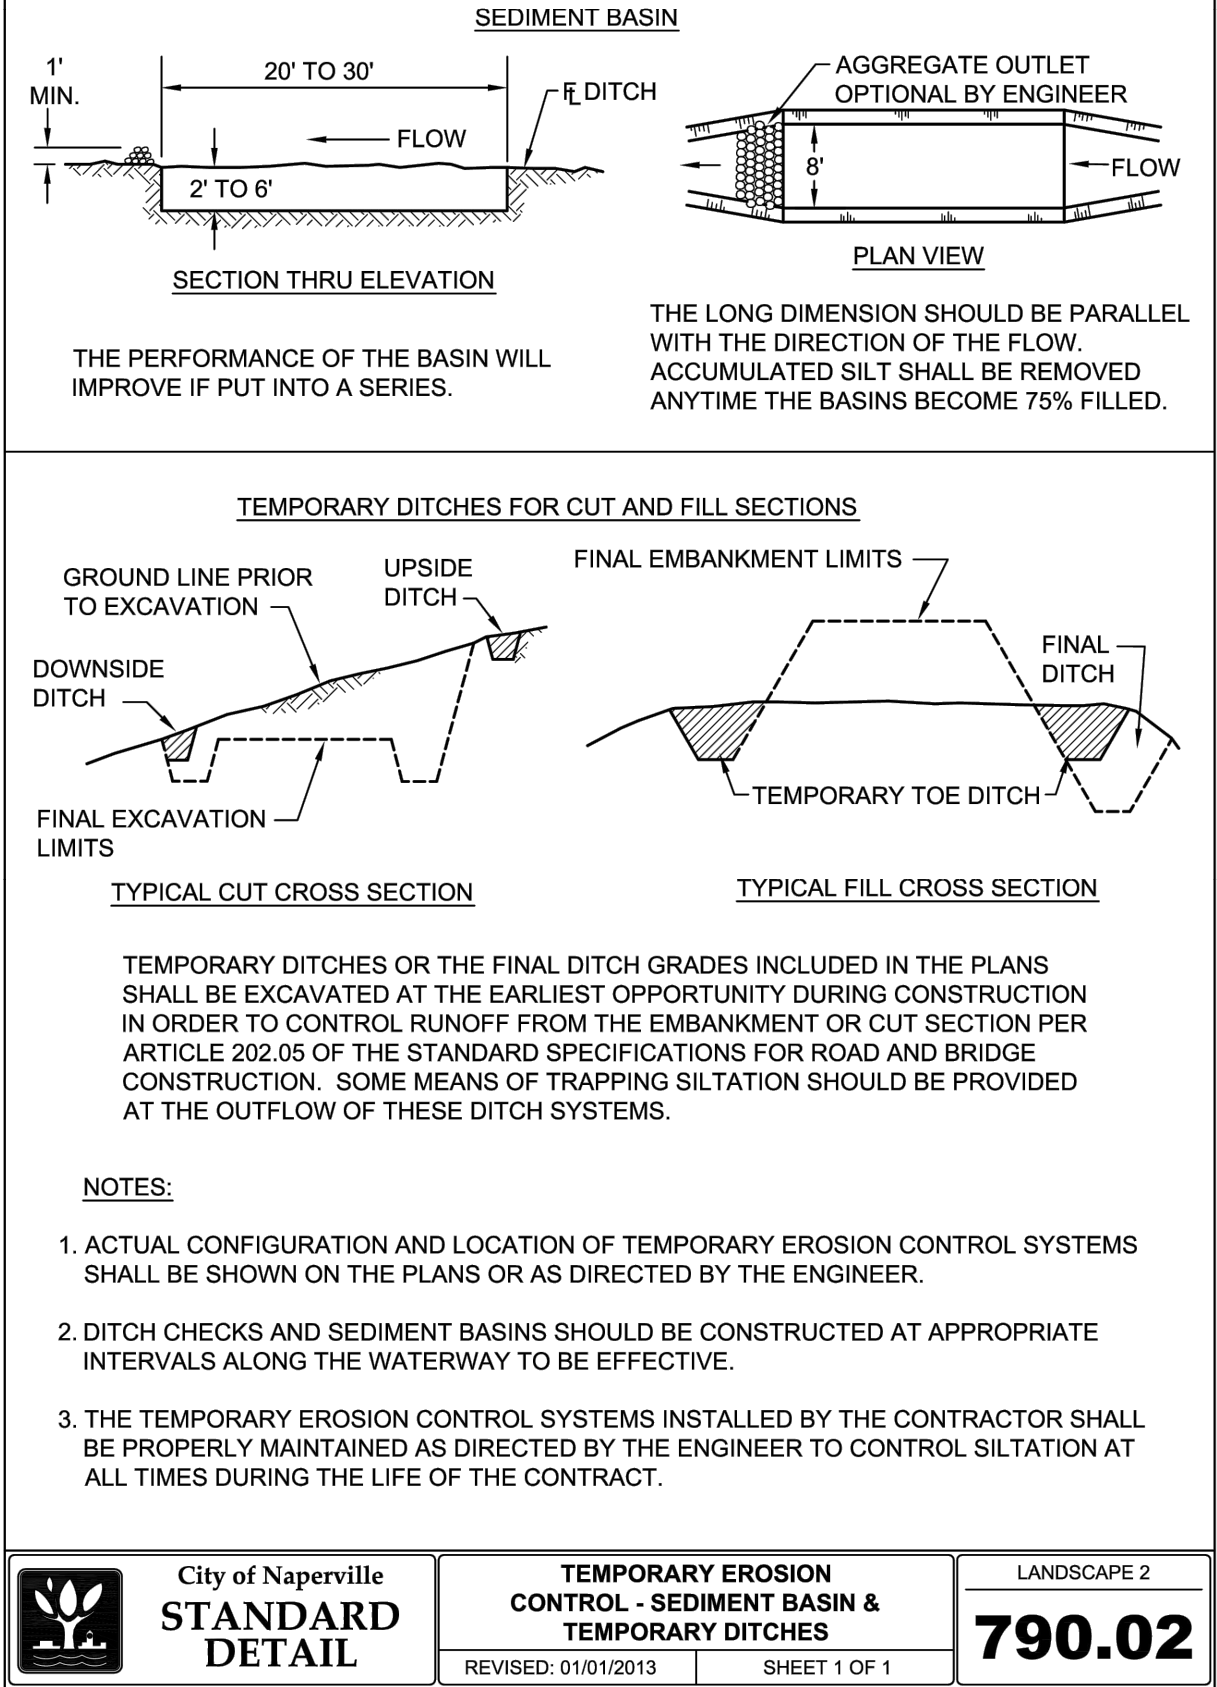 SEDIMENT BASIN
1'
MIN.
20' TO 30'
FLOW
℄ DITCH
2' TO 6'
SECTION THRU ELEVATION
THE PERFORMANCE OF THE BASIN WILL
IMPROVE IF PUT INTO A SERIES.
AGGREGATE OUTLET
OPTIONAL BY ENGINEER
8'
FLOW
PLAN VIEW
THE LONG DIMENSION SHOULD BE PARALLEL
WITH THE DIRECTION OF THE FLOW.
ACCUMULATED SILT SHALL BE REMOVED
ANYTIME THE BASINS BECOME 75% FILLED.
TEMPORARY DITCHES FOR CUT AND FILL SECTIONS
GROUND LINE PRIOR
TO EXCAVATION
UPSIDE
DITCH
DOWNSIDE
DITCH
FINAL EXCAVATION
LIMITS
TYPICAL CUT CROSS SECTION
FINAL EMBANKMENT LIMITS
FINAL
DITCH
TEMPORARY TOE DITCH
TYPICAL FILL CROSS SECTION
TEMPORARY DITCHES OR THE FINAL DITCH GRADES INCLUDED IN THE PLANS
SHALL BE EXCAVATED AT THE EARLIEST OPPORTUNITY DURING CONSTRUCTION
IN ORDER TO CONTROL RUNOFF FROM THE EMBANKMENT OR CUT SECTION PER
ARTICLE 202.05 OF THE STANDARD SPECIFICATIONS FOR ROAD AND BRIDGE
CONSTRUCTION. SOME MEANS OF TRAPPING SILTATION SHOULD BE PROVIDED
AT THE OUTFLOW OF THESE DITCH SYSTEMS.
NOTES:
1. ACTUAL CONFIGURATION AND LOCATION OF TEMPORARY EROSION CONTROL SYSTEMS
SHALL BE SHOWN ON THE PLANS OR AS DIRECTED BY THE ENGINEER.
2. DITCH CHECKS AND SEDIMENT BASINS SHOULD BE CONSTRUCTED AT APPROPRIATE
INTERVALS ALONG THE WATERWAY TO BE EFFECTIVE.
3. THE TEMPORARY EROSION CONTROL SYSTEMS INSTALLED BY THE CONTRACTOR SHALL
BE PROPERLY MAINTAINED AS DIRECTED BY THE ENGINEER TO CONTROL SILTATION AT
ALL TIMES DURING THE LIFE OF THE CONTRACT.
City of Naperville
STANDARD
DETAIL
TEMPORARY EROSION
CONTROL - SEDIMENT BASIN &
TEMPORARY DITCHES
REVISED: 01/01/2013
SHEET 1 OF 1
LANDSCAPE 2
790.02